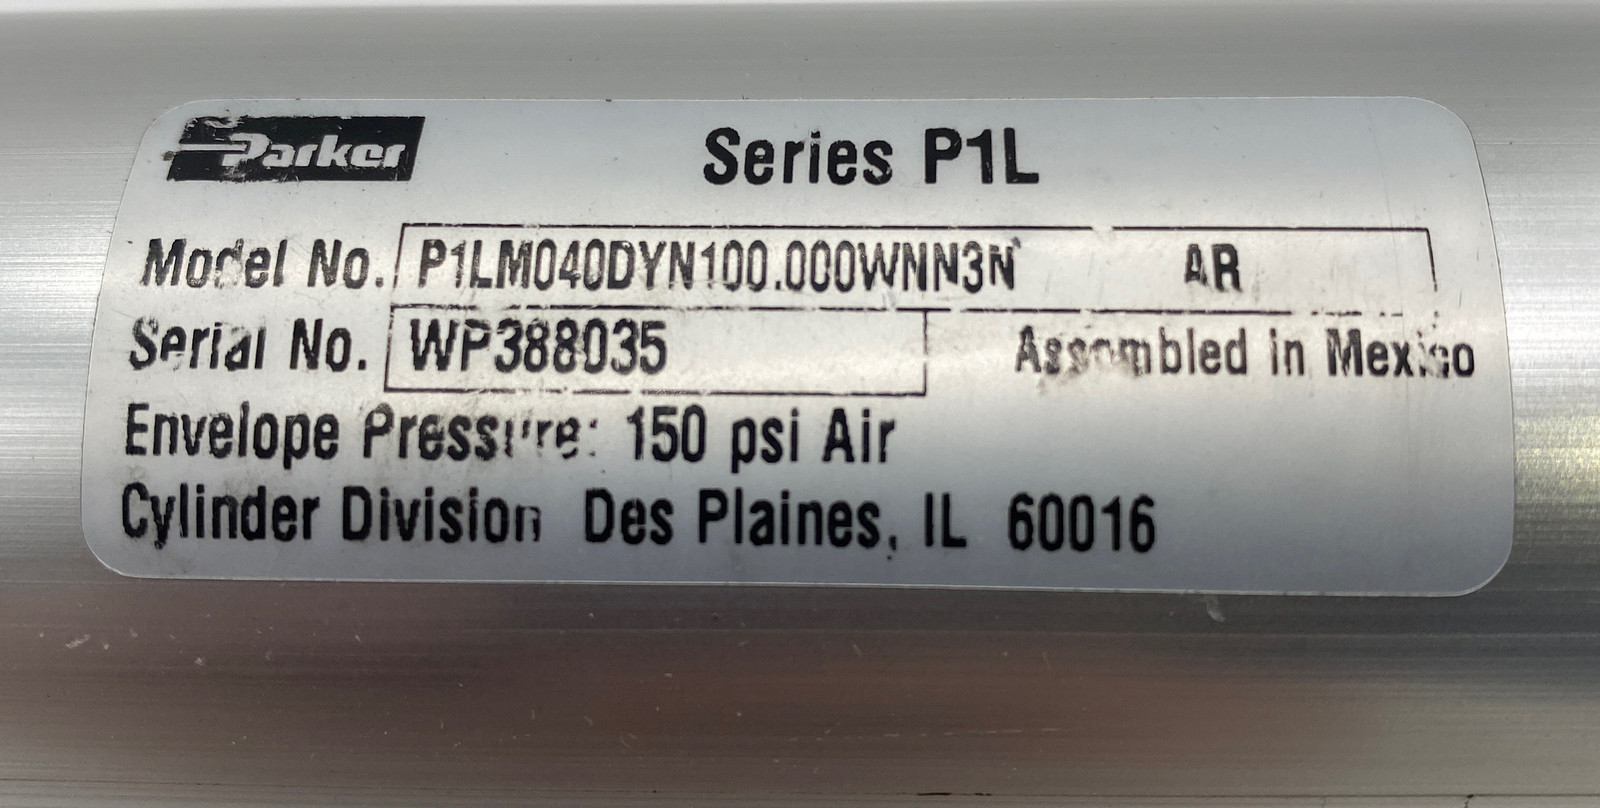 Parker Series P1L
Model No. P1LM040DYN100.000WNN3N AR
Serial No. WP388035 Assembled in Mexico
Envelope Pressure: 150 psi Air
Cylinder Division Des Plaines, IL 60016